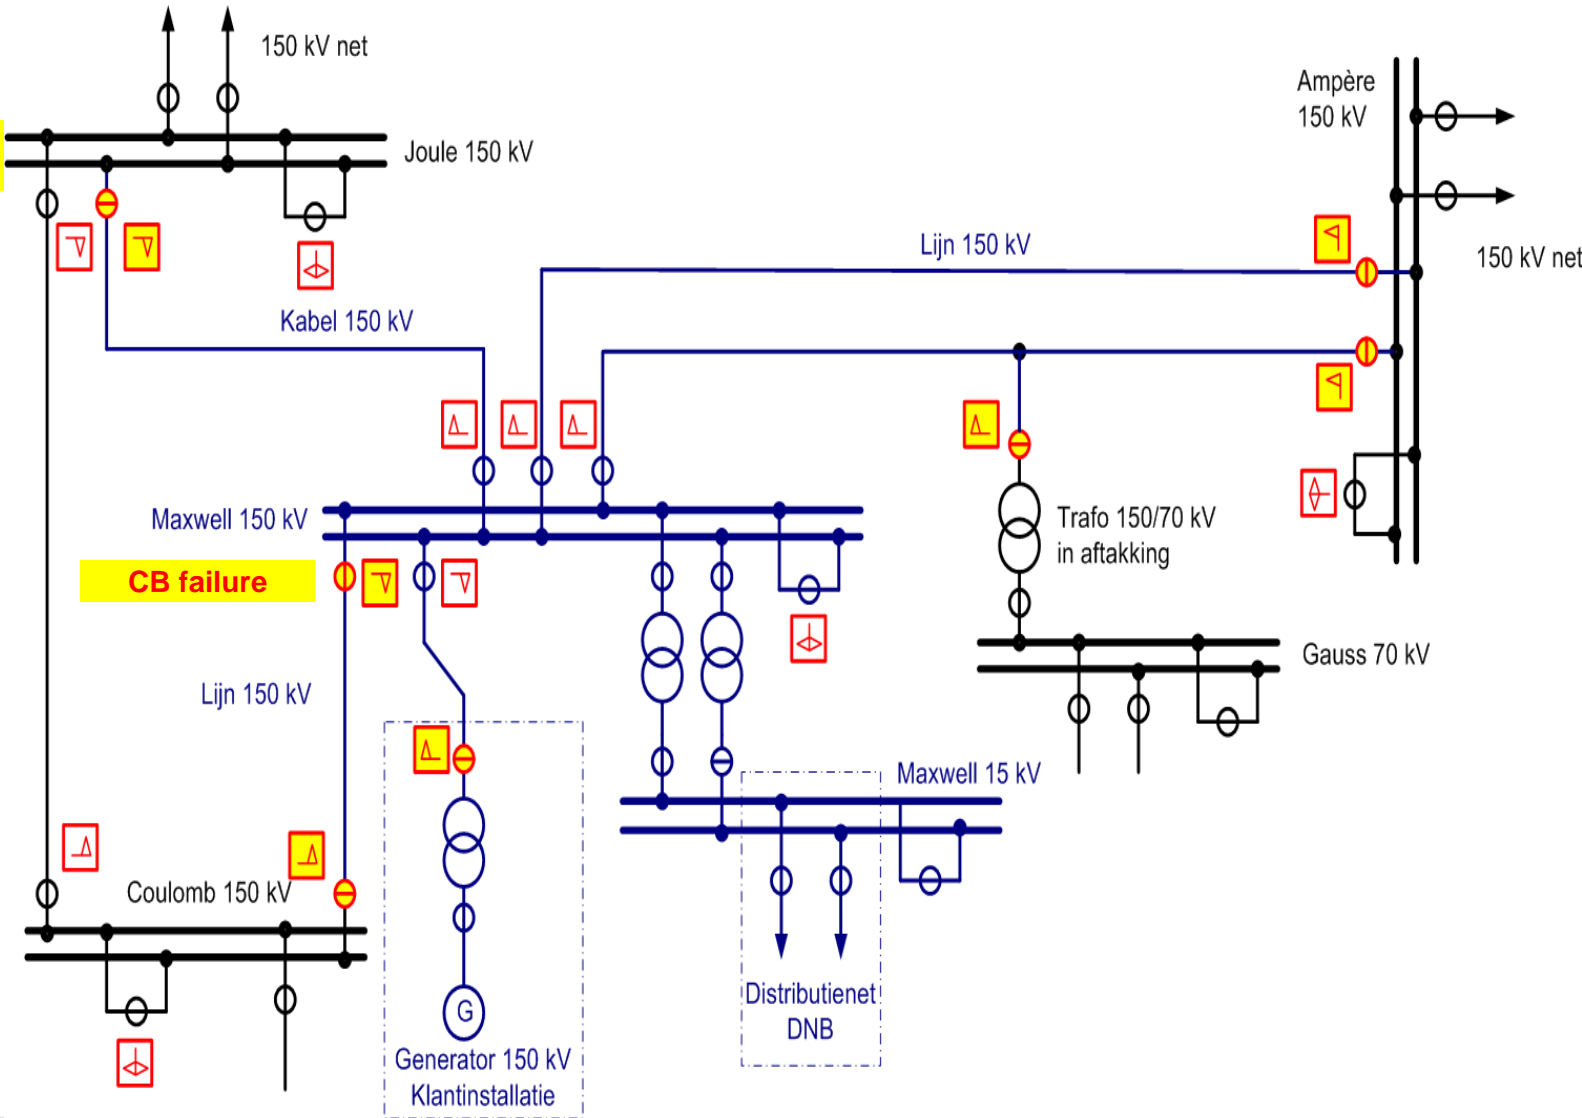 150 kV net
Ampère
150 kV
Joule 150 kV
Lijn 150 kV
150 kV net
Kabel 150 kV
Maxwell 150 kV
Trafo 150/70 kV
in aftakking
CB failure
Gauss 70 kV
Lijn 150 kV
Maxwell 15 kV
Coulomb 150 kV
Distributienet
DNB
G
Generator 150 kV
Klantinstallatie